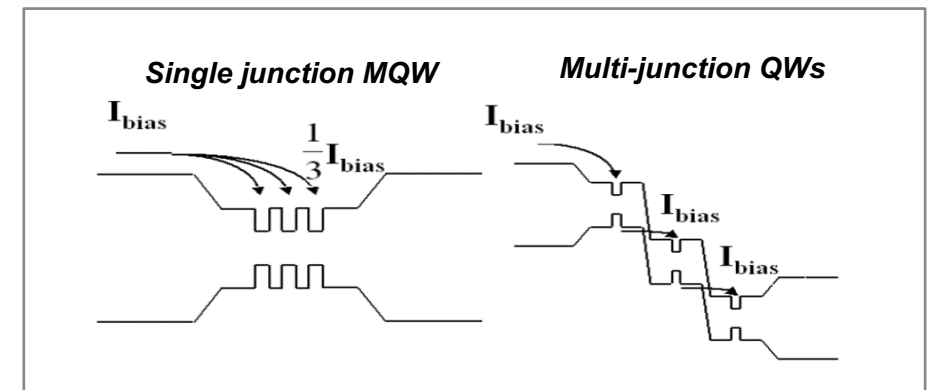 Single junction MQW
I_bias
1/3 I_bias
Multi-junction QWs
I_bias
I_bias
I_bias